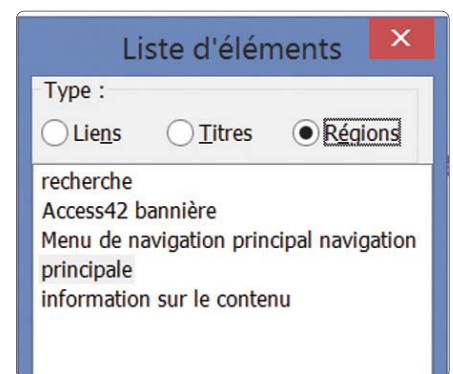 Liste d'éléments
Type :
Liens Titres Régions
recherche
Access42 bannière
Menu de navigation principal navigation
principale
information sur le contenu